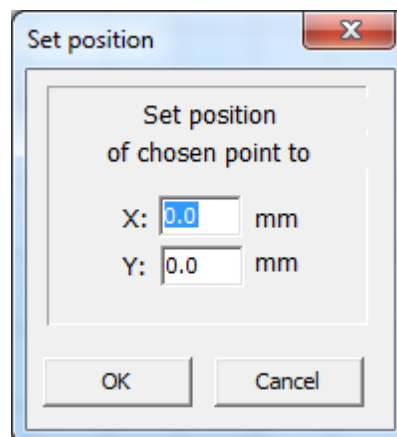 Set position
Set position
of chosen point to
X: 0.0 mm
Y: 0.0 mm
OK Cancel